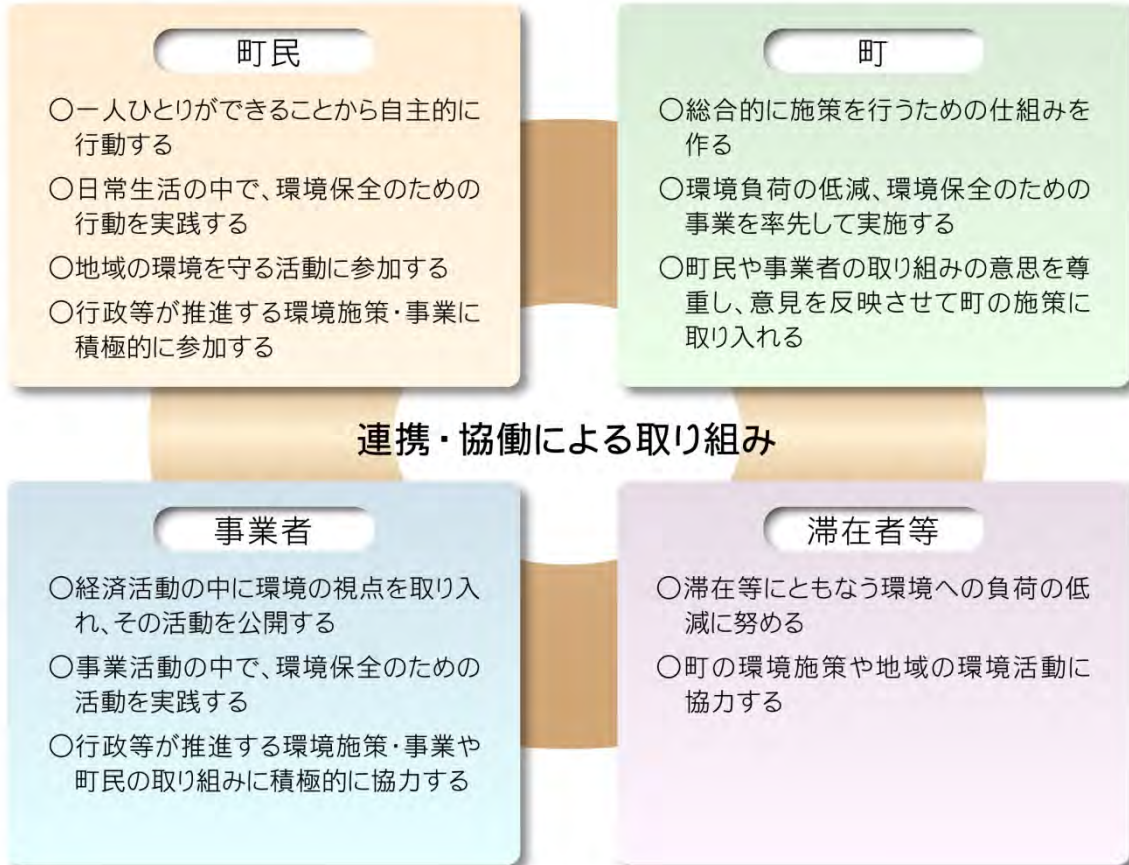 町民
〇一人ひとりができることから自主的に
行動する
〇日常生活の中で、環境保全のための
行動を実践する
〇地域の環境を守る活動に参加する
〇行政等が推進する環境施策・事業に
積極的に参加する
町
〇総合的に施策を行うための仕組みを
作る
〇環境負荷の低減、環境保全のための
事業を率先して実施する
〇町民や事業者の取り組みの意思を尊
重し、意見を反映させて町の施策に
取り入れる
連携・協働による取り組み
事業者
〇経済活動の中に環境の視点を取り入
れ、その活動を公開する
〇事業活動の中で、環境保全のための
活動を実践する
〇行政等が推進する環境施策・事業や
町民の取り組みに積極的に協力する
滞在者等
〇滞在等にともなう環境への負荷の低
減に努める
〇町の環境施策や地域の環境活動に
協力する